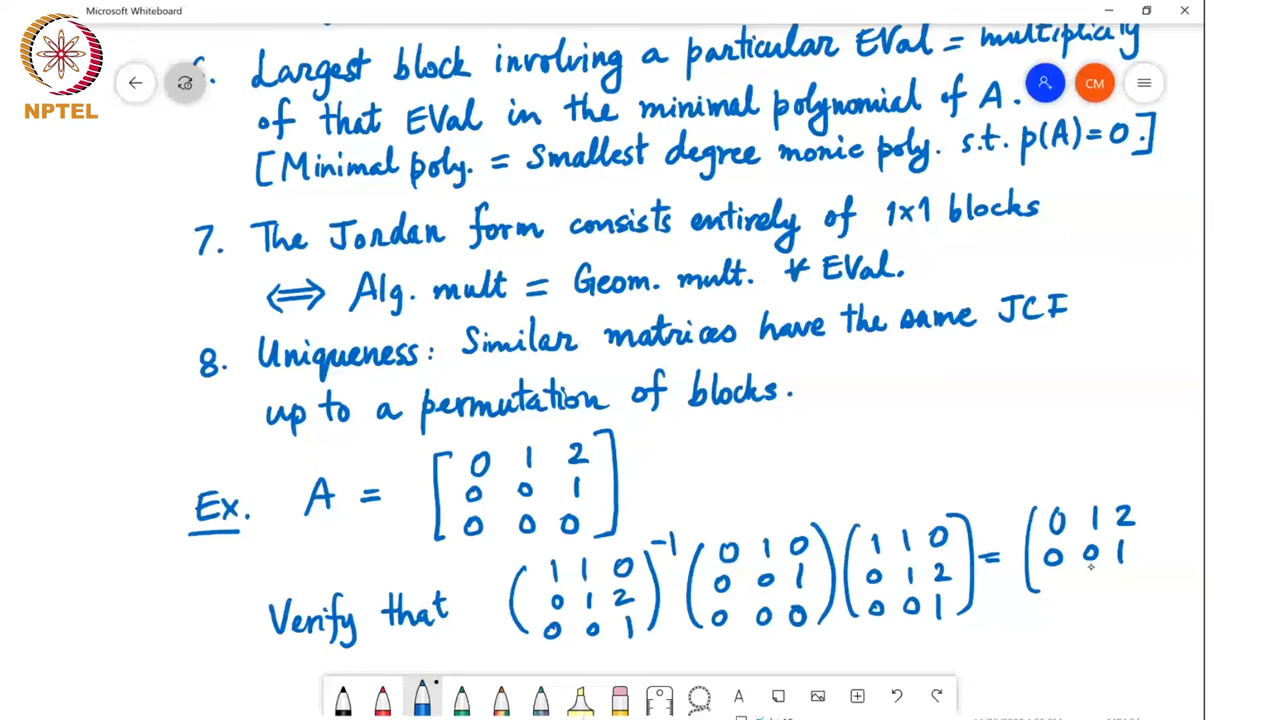 Microsoft Whiteboard
NPTEL
CM
Largest block involving a particular EVal = multiplicity
of that EVal in the minimal polynomial of A.
[Minimal poly. = Smallest degree monic poly. s.t. p(A) = 0.]
7. The Jordan form consists entirely of 1x1 blocks
⟺ Alg. mult = Geom. mult. ∀ EVal.
8. Uniqueness: Similar matrices have the same JCF
up to a permutation of blocks.
Ex. A = [0 1 2
0 0 1
0 0 0]
Verify that (1 1 0
0 1 2
0 0 1)⁻¹ (0 1 0
0 0 1
0 0 0) (1 1 0
0 1 2
0 0 1) = (0 1 2
0 0 1
A